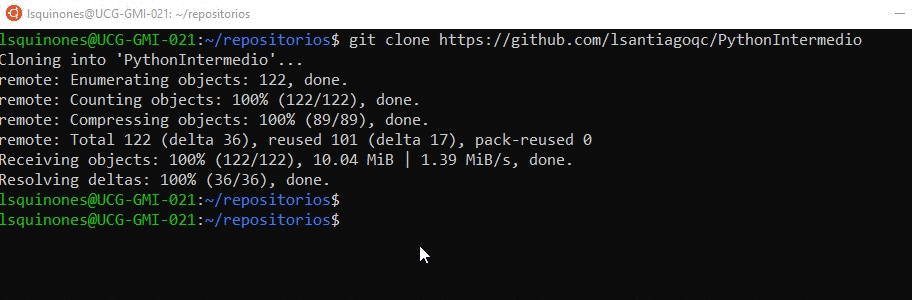 lsquinones@UCG-GMI-021: ~/repositorios
lsquinones@UCG-GMI-021:~/repositorios$ git clone https://github.com/lsantiagoqc/PythonIntermedio
Cloning into 'PythonIntermedio'...
remote: Enumerating objects: 122, done.
remote: Counting objects: 100% (122/122), done.
remote: Compressing objects: 100% (89/89), done.
remote: Total 122 (delta 36), reused 101 (delta 17), pack-reused 0
Receiving objects: 100% (122/122), 10.04 MiB | 1.39 MiB/s, done.
Resolving deltas: 100% (36/36), done.
lsquinones@UCG-GMI-021:~/repositorios$
lsquinones@UCG-GMI-021:~/repositorios$